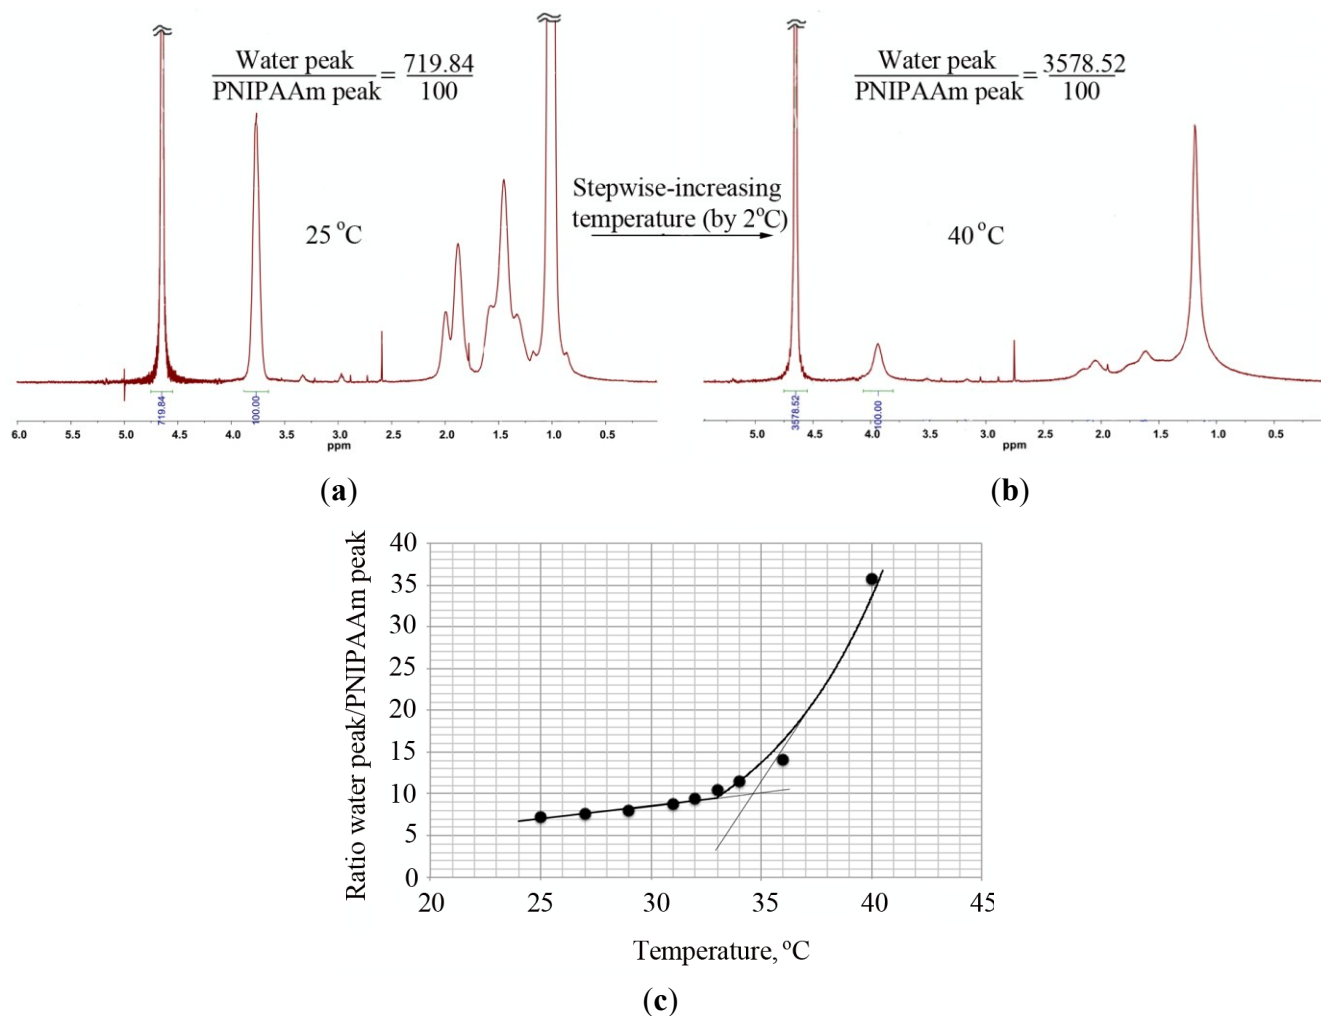 Water peak
PNIPAAm peak
=
719.84
100
25 °C
719.84
100.00
6.0 5.0 4.5 4.0 3.5 3.0 2.5 2.0 1.5 1.0 0.5
ppm
(a)
Stepwise-increasing
temperature (by 2°C)
Water peak
PNIPAAm peak
=
3578.52
100
40 °C
3578.52
100.00
5.0 4.5 4.0 3.5 3.0 2.5 2.0 1.5 1.0 0.5
ppm
(b)
Ratio water peak/PNIPAAm peak
40
35
30
25
20
15
10
5
0
20 25 30 35 40 45
Temperature, °C
(c)